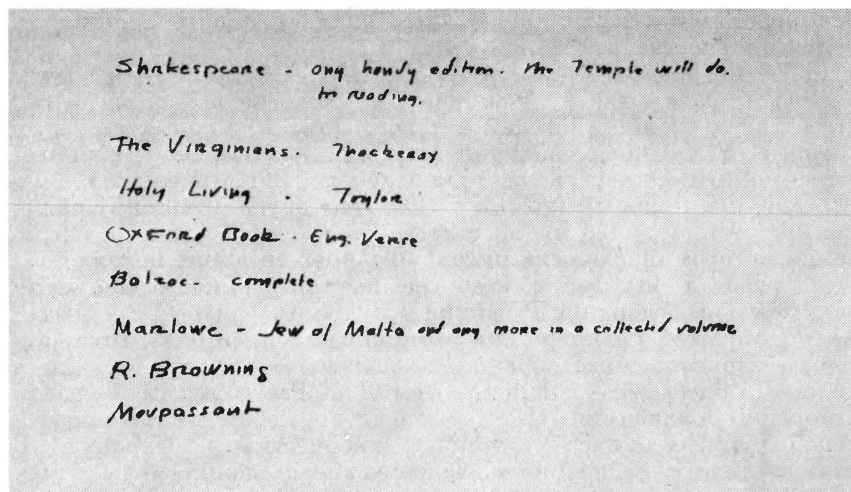 Shakespeare - any handy edition. The Temple will do.
to reading.
The Virginians. Thackeray
Holy Living. Taylor
Oxford Book. Eng. Verse
Balzac - complete
Marlowe - Jew of Malta and any more in a collected volume
R. Browning
Maupassant